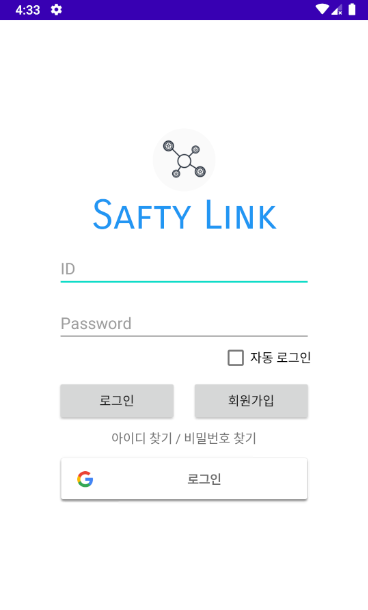 4:33
SAFTY LINK
ID
Password
자동 로그인
로그인 회원가입
아이디 찾기 / 비밀번호 찾기
로그인